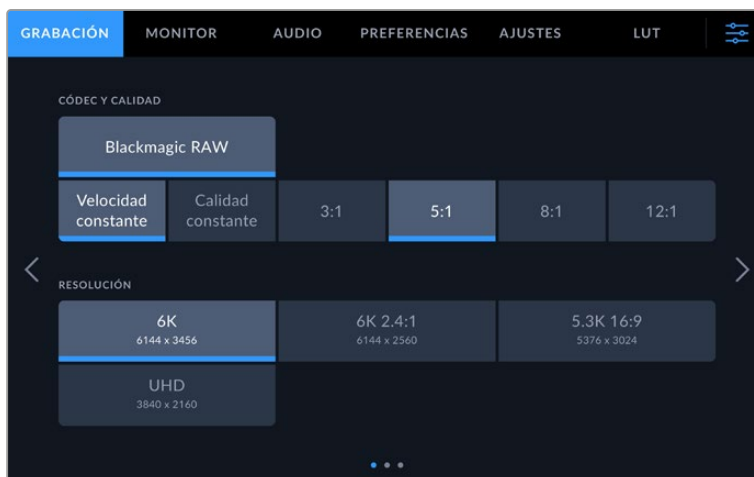 GRABACIÓN MONITOR AUDIO PREFERENCIAS AJUSTES LUT
CÓDEC Y CALIDAD
Blackmagic RAW
Velocidad constante Calidad constante 3:1 5:1 8:1 12:1
RESOLUCIÓN
6K 6K 2.4:1 5.3K 16:9
6144 x 3456 6144 x 2560 5376 x 3024
UHD
3840 x 2160